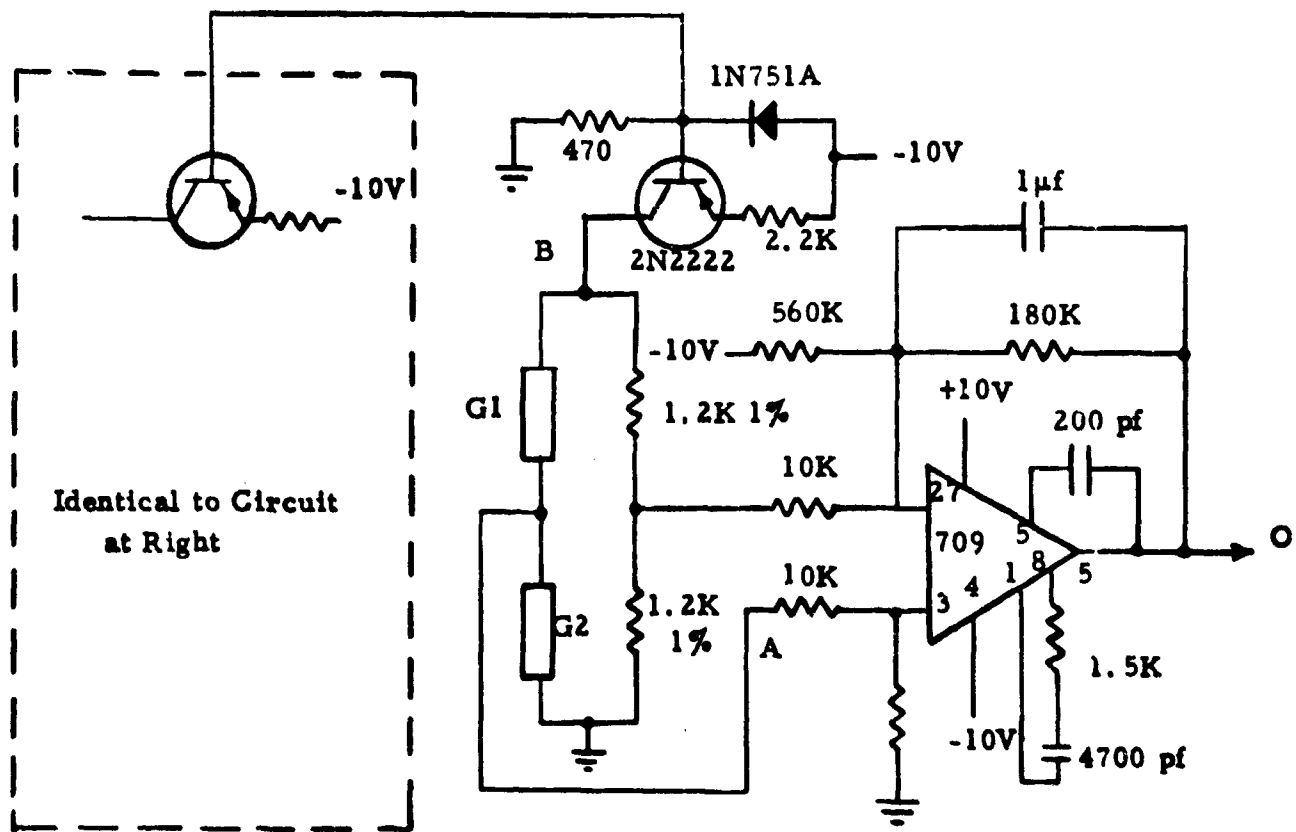 1N751A
470
-10V
-10V
1µf
2.2K
B
2N2222
560K
180K
-10V
+10V
G1
1.2K 1%
200 pf
10K
Identical to Circuit
at Right
27
5
709
O
10K
8
1
5
4
3
1.2K
1%
G2
A
1.5K
-10V
4700 pf